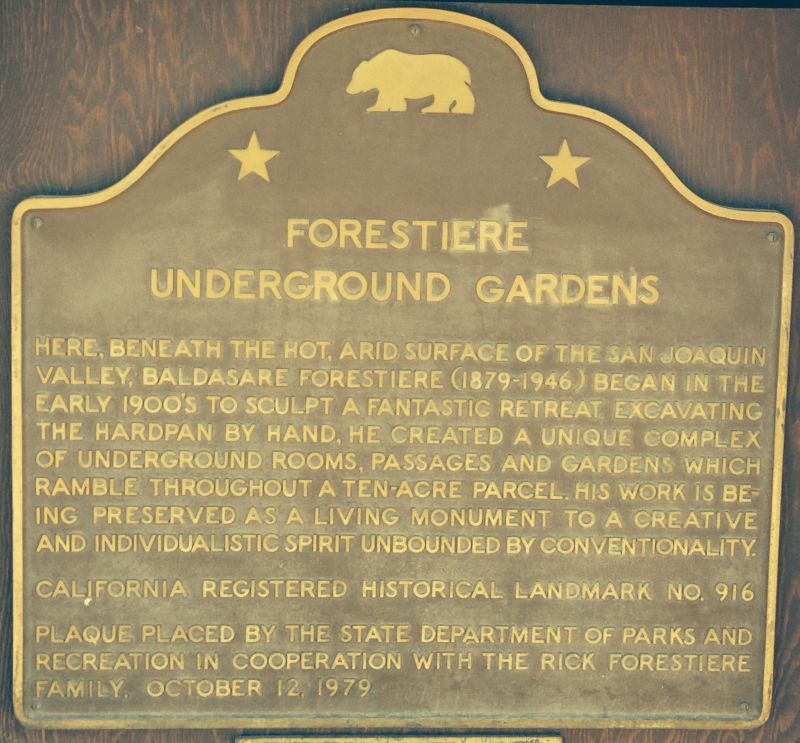 FORESTIERE
UNDERGROUND GARDENS
HERE, BENEATH THE HOT, ARID SURFACE OF THE SAN JOAQUIN
VALLEY, BALDASARE FORESTIERE (1879-1946) BEGAN IN THE
EARLY 1900'S TO SCULPT A FANTASTIC RETREAT. EXCAVATING
THE HARDPAN BY HAND, HE CREATED A UNIQUE COMPLEX
OF UNDERGROUND ROOMS, PASSAGES AND GARDENS WHICH
RAMBLE THROUGHOUT A TEN-ACRE PARCEL. HIS WORK IS BE-
ING PRESERVED AS A LIVING MONUMENT TO A CREATIVE
AND INDIVIDUALISTIC SPIRIT UNBOUNDED BY CONVENTIONALITY.
CALIFORNIA REGISTERED HISTORICAL LANDMARK NO. 916
PLAQUE PLACED BY THE STATE DEPARTMENT OF PARKS AND
RECREATION IN COOPERATION WITH THE RICK FORESTIERE
FAMILY, OCTOBER 12, 1979